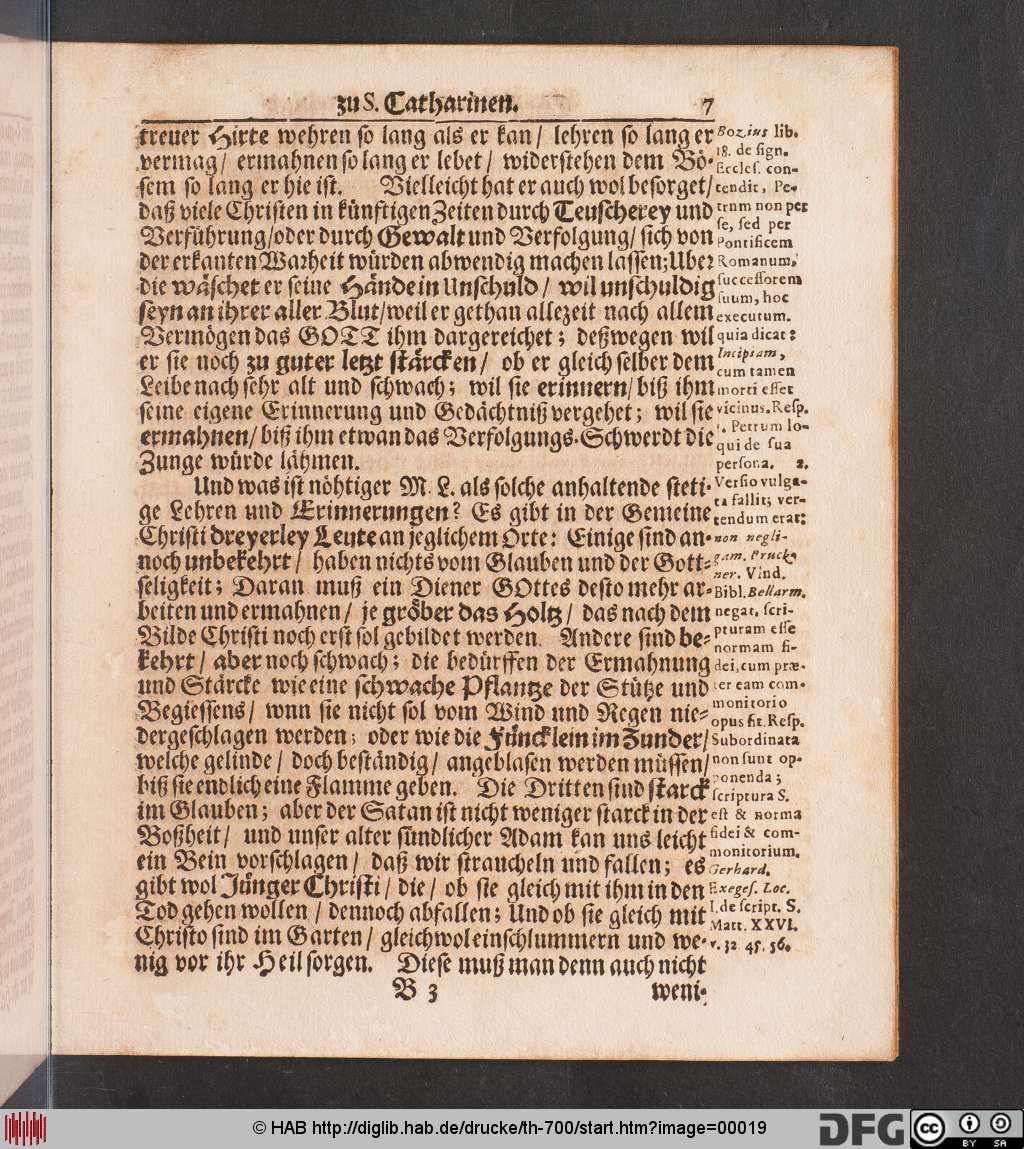 zu S. Catharinen. 7
treuer Hirte wehren so lang als er kan/ lehren so lang er
vermag/ ermahnen so lang er lebet/ widerstehen dem Bö-
sem so lang er hie ist. Vielleicht hat er auch wol besorget/
daß viele Christen in künftigen Zeiten durch Teuscherey und
Verführung/oder durch Gewalt und Verfolgung/ sich von
der erkanten Warheit würden abwendig machen lassen; Uber
die wäschet er seine Hände in Unschuld/ wil unschuldig
seyn an ihrer aller Blut/weil er gethan allezeit nach allem
Vermögen das GOTT ihm dargereichet; deßwegen wil
er sie noch zu guter letzt stärcken/ ob er gleich selber dem
Leibe nach sehr alt und schwach; wil sie erinnern/ biß ihm
seine eigene Erinnerung und Gedächtniß vergehet; wil sie
ermahnen/ biß ihm etwan das Verfolgungs-Schwerdt die
Zunge würde lähmen.
Und was ist nöhtiger M. L. als solche anhaltende steti-
ge Lehren und Erinnerungen? Es gibt in der Gemeine
Christi dreyerley Leute an jeglichem Orte: Einige sind an-
noch unbekehrt/ haben nichts vom Glauben und der Gott-
seligkeit; Daran muß ein Diener GOttes desto mehr ar-
beiten und ermahnen/ je gröber das Holtz/ das nach dem
Bilde Christi noch erst sol gebildet werden. Andere sind be-
kehrt/ aber noch schwach; die bedürffen der Ermahnung
und Stärcke wie eine schwache Pflantze der Stütze und
Begiessens/ wnn sie nicht sol vom Wind und Regen nie-
dergeschlagen werden; oder wie die Füncklein im Zunder/
welche gelinde/ doch beständig/ angeblasen werden müssen/
biß sie endlich eine Flamme geben. Die Dritten sind starck
im Glauben; aber der Satan ist nicht weniger starck in der
Boßheit/ und unser alter sündlicher Adam kan uns leicht
ein Bein vorschlagen/ daß wir straucheln und fallen; es
gibt wol Jünger Christi/ die/ ob sie gleich mit ihm in den
Tod gehen wollen/ dennoch abfallen; Und ob sie gleich mit
Christo sind im Garten/ gleichwol einschlummern und we-
nig vor ihr Heil sorgen. Diese muß man denn auch nicht
B 3 weni-
Bozius lib.
18. de sign.
Eccles. con-
tendit, Pe-
trum non per
se, sed per
Pontificem
Romanum,
successorem
suum, hoc
executum.
quia dicat:
Incipiam,
cum tamen
morti esset
vicinus. Resp.
1. Petrum lo-
qui de sua
persona. 2.
Versio vulga-
ta fallit; ver-
tendum erat:
non negli-
gam. Pruck-
ner. Vind.
Bibl. Bellarm.
negat, scri-
pturam esse
normam fi-
dei, cum præ-
ter eam com-
monitorio
opus sit. Resp.
Subordinata
non sunt op-
ponenda;
scriptura S.
est & norma
fidei & com-
monitorium.
Gerhard.
Exeges. Loc.
I. de script. S.
Matt. XXVI.
v. 32 45. 56.
© HAB http://diglib.hab.de/drucke/th-700/start.htm?image=00019
DFG
cc BY SA